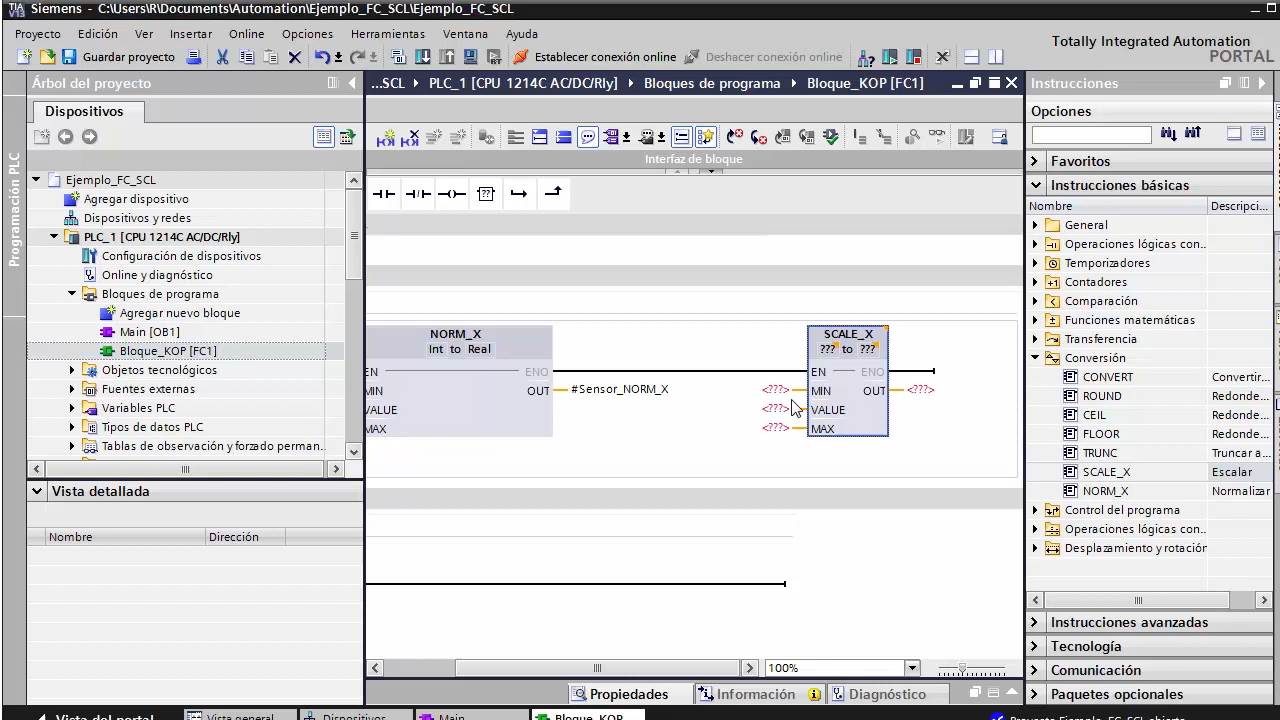 TIA
V13
Siemens - C:\Users\R\Documents\Automation\Ejemplo_FC_SCL\Ejemplo_FC_SCL
Proyecto Edición Ver Insertar Online Opciones Herramientas Ventana Ayuda
Totally Integrated Automation
PORTAL
Guardar proyecto
Establecer conexión online
Deshacer conexión online
Árbol del proyecto
Dispositivos
Programación PLC
Ejemplo_FC_SCL
Agregar dispositivo
Dispositivos y redes
PLC_1 [CPU 1214C AC/DC/Rly]
Configuración de dispositivos
Online y diagnóstico
Bloques de programa
Agregar nuevo bloque
Main [OB1]
Bloque_KOP [FC1]
Objetos tecnológicos
Fuentes externas
Variables PLC
Tipos de datos PLC
Tablas de observación y forzado perman...
Vista detallada
Nombre Dirección
...SCL PLC_1 [CPU 1214C AC/DC/Rly] Bloques de programa Bloque_KOP [FC1]
Interfaz de bloque
??
NORM_X
Int to Real
EN ENO
MIN OUT #Sensor_NORM_X
VALUE
MAX
SCALE_X
??? to ???
EN ENO
<???> MIN OUT <???>
<???> VALUE
<???> MAX
100%
Propiedades Información Diagnóstico
Instrucciones
Opciones
Favoritos
Instrucciones básicas
Nombre Descripci...
General
Operaciones lógicas con...
Temporizadores
Contadores
Comparación
Funciones matemáticas
Transferencia
Conversión
CONVERT Convertir...
ROUND Redonde...
CEIL Redonde...
FLOOR Redonde...
TRUNC Truncar a...
SCALE_X Escalar
NORM_X Normalizar
Control del programa
Operaciones lógicas con...
Desplazamiento y rotación
Instrucciones avanzadas
Tecnología
Comunicación
Paquetes opcionales
Vista del portal Vista general Dispositivos Main Bloque_KOP Proyecto Ejemplo_FC_SCL abierto